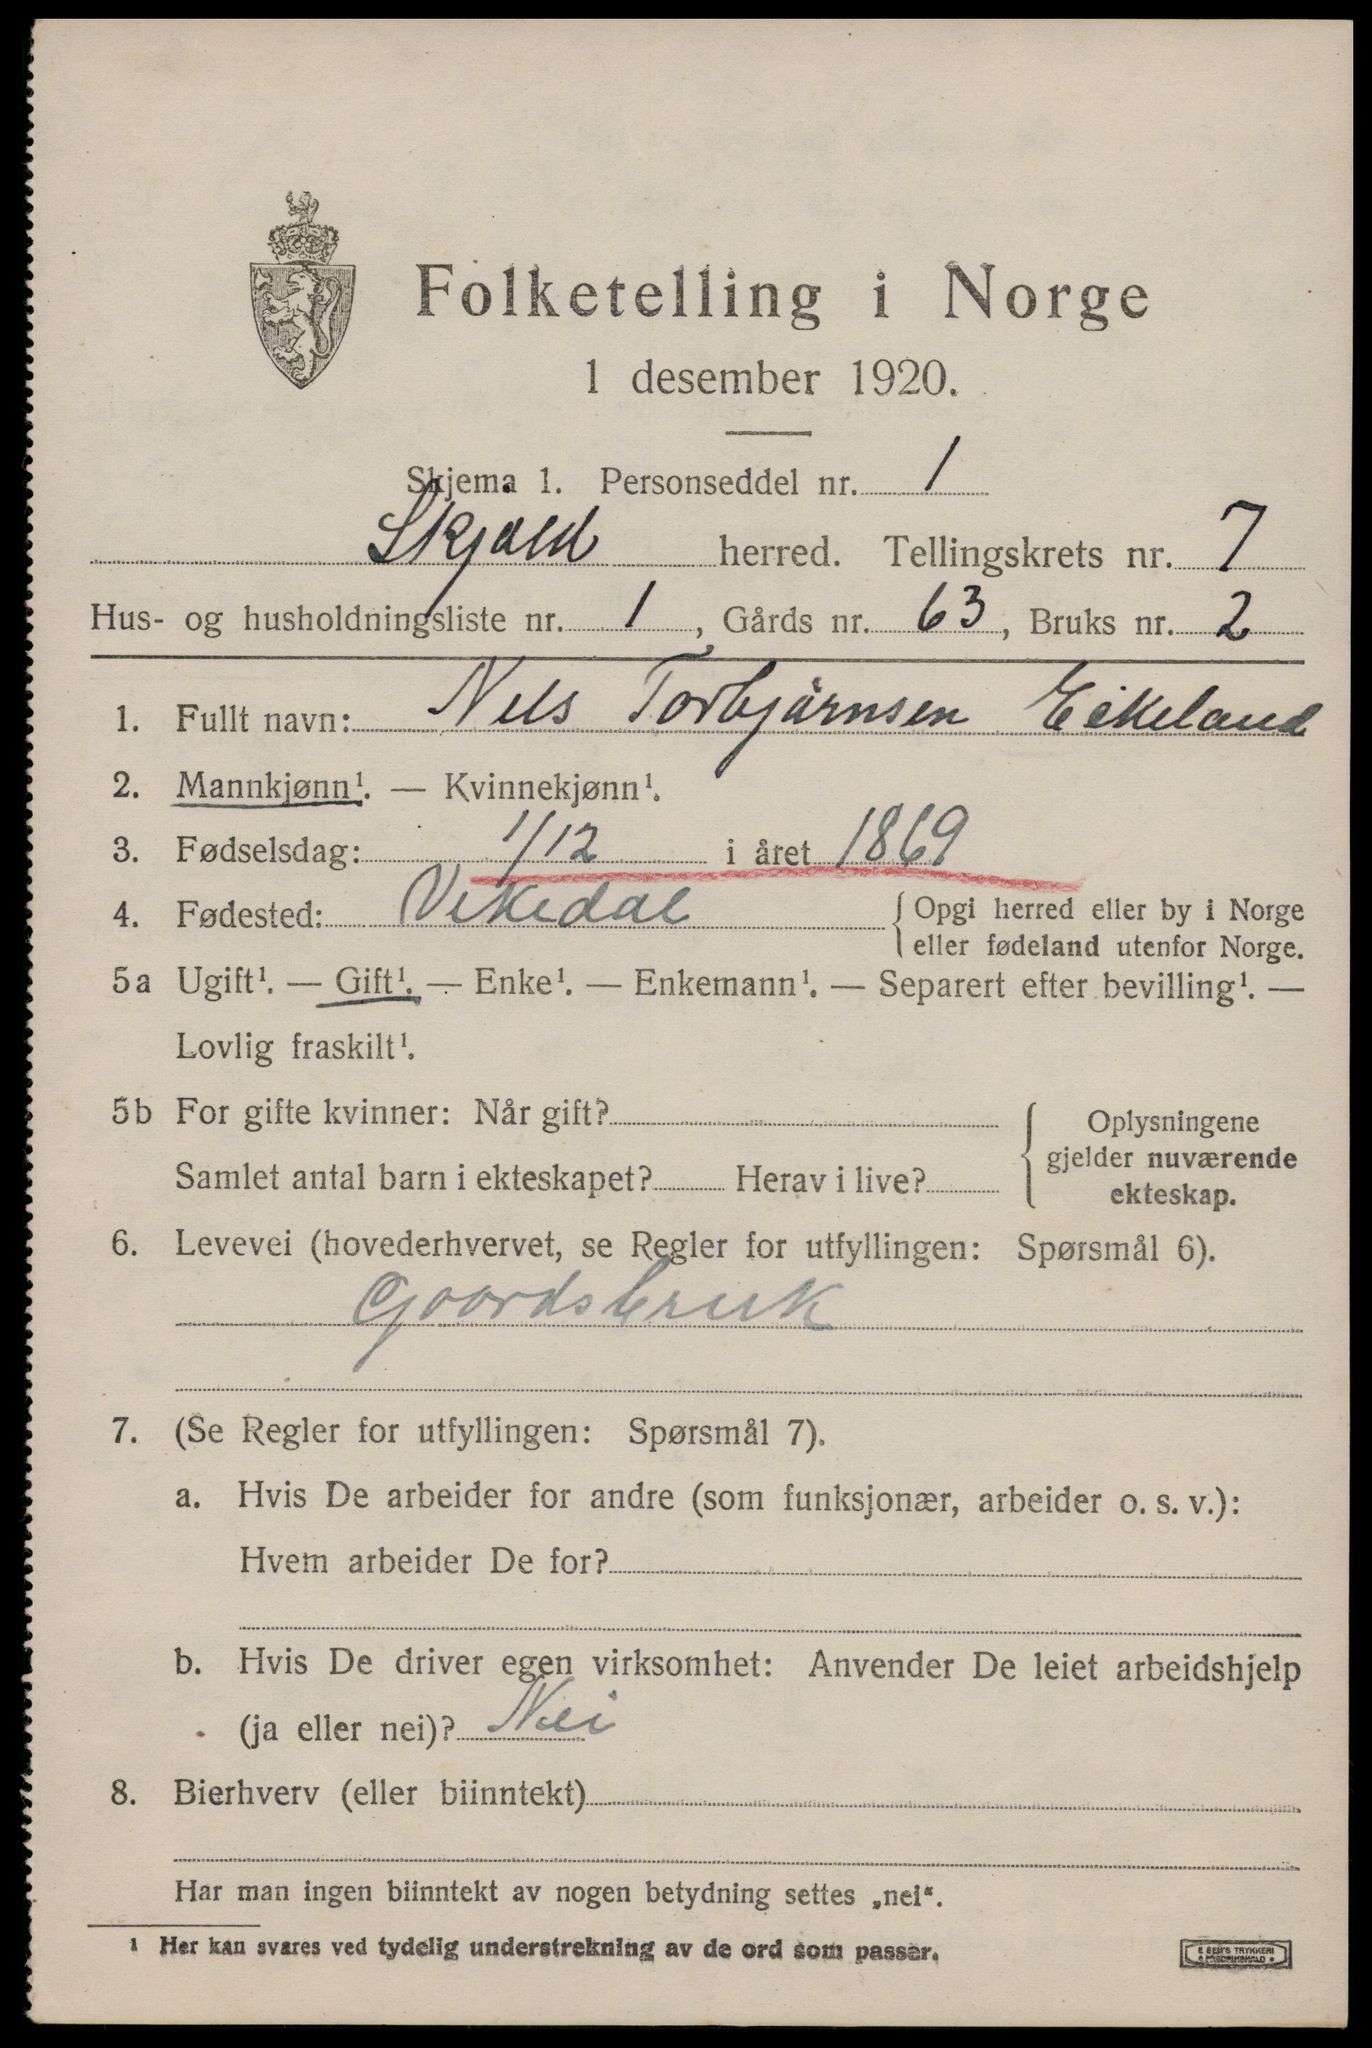 Folketelling i Norge
1 desember 1920.
Skjema 1. Personseddel nr. 1
Skjold herred. Tellingskrets nr. 7
Hus- og husholdningsliste nr. 1, Gårds nr. 63, Bruks nr. 2
1. Fullt navn: Nils Torbjørnsen Eikeland
2. Mannkjønn¹. — Kvinnekjønn¹.
3. Fødselsdag: 1/12 i året 1869
4. Fødested: Vikedal { Opgi herred eller by i Norge
eller fødeland utenfor Norge.
5a Ugift¹. — Gift¹. — Enke¹. — Enkemann¹. — Separert efter bevilling¹. —
Lovlig fraskilt¹.
5b For gifte kvinner: Når gift?
Samlet antal barn i ekteskapet? Herav i live?
{ Oplysningene
gjelder nuværende
ekteskap.
6. Levevei (hovederhvervet, se Regler for utfyllingen: Spørsmål 6).
Goardsbruk
7. (Se Regler for utfyllingen: Spørsmål 7).
a. Hvis De arbeider for andre (som funksjonær, arbeider o. s. v.):
Hvem arbeider De for?
b. Hvis De driver egen virksomhet: Anvender De leiet arbeidshjelp
(ja eller nei)? Nei
8. Bierhverv (eller biinntekt)
Har man ingen biinntekt av nogen betydning settes „nei“.
¹ Her kan svares ved tydelig understrekning av de ord som passer.
E SEM'S TRYKKERI
FREDRIKSHALD